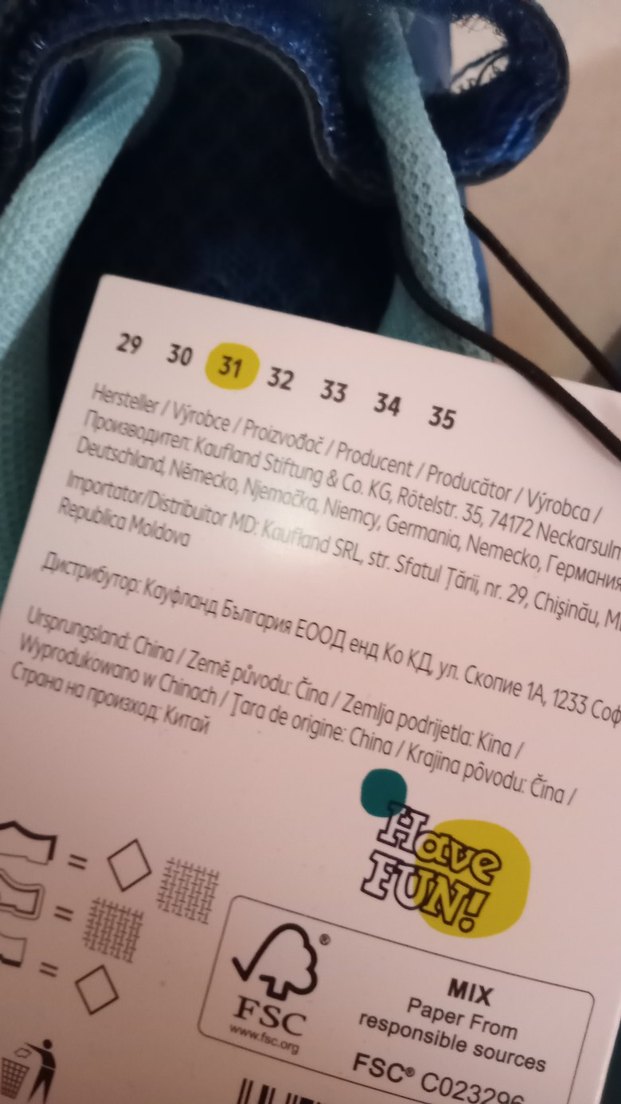 29 30 31 32 33 34 35
Hersteller / Výrobce / Proizvođač / Producent / Producător / Výrobca /
Производител: Kaufland Stiftung & Co. KG, Rötelstr. 35, 74172 Neckarsulm
Deutschland, Německo, Njemačka, Niemcy, Germania, Nemecko, Германия
Importator/Distribuitor MD: Kaufland SRL, str. Sfatul Țării, nr. 29, Chișinău, M
Republica Moldova
Дистрибутор: Кауфланд България ЕООД енд Ко КД, ул. Скопие 1А, 1233 Соф
Ursprungsland: China / Země původu: Čína / Zemlja podrijetla: Kina /
Wyprodukowano w Chinach / Țara de origine: China / Krajina pôvodu: Čína /
Страна на произход: Китай
Have
FUN!
= 
=
=
FSC®
www.fsc.org
MIX
Paper From
responsible sources
FSC® C023296